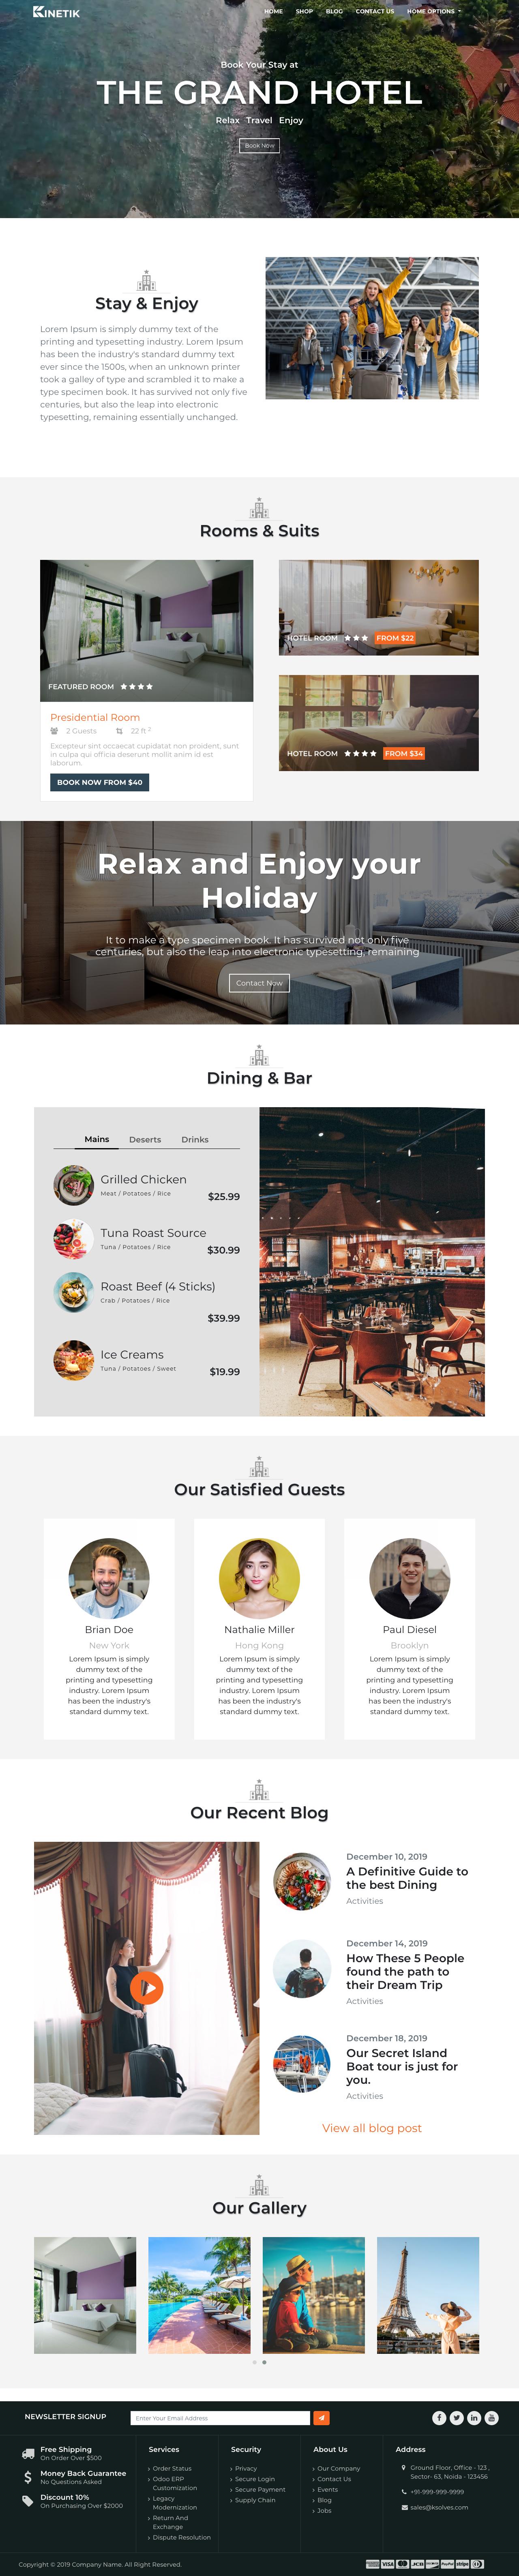 KINETIK
HOME SHOP BLOG CONTACT US HOME OPTIONS
Book Your Stay at
THE GRAND HOTEL
Relax Travel Enjoy
Book Now
Stay & Enjoy
Lorem Ipsum is simply dummy text of the
printing and typesetting industry. Lorem Ipsum
has been the industry's standard dummy text
ever since the 1500s, when an unknown printer
took a galley of type and scrambled it to make a
type specimen book. It has survived not only five
centuries, but also the leap into electronic
typesetting, remaining essentially unchanged.
Rooms & Suits
FEATURED ROOM
Presidential Room
2 Guests 22 ft 2
Excepteur sint occaecat cupidatat non proident, sunt
in culpa qui officia deserunt mollit anim id est
laborum.
BOOK NOW FROM $40
HOTEL ROOM FROM $22
HOTEL ROOM FROM $34
Relax and Enjoy your
Holiday
It to make a type specimen book. It has survived not only five
centuries, but also the leap into electronic typesetting, remaining
Contact Now
Dining & Bar
Mains Deserts Drinks
Grilled Chicken
Meat / Potatoes / Rice
$25.99
Tuna Roast Source
Tuna / Potatoes / Rice
$30.99
Roast Beef (4 Sticks)
Crab / Potatoes / Rice
$39.99
Ice Creams
Tuna / Potatoes / Sweet
$19.99
Our Satisfied Guests
Brian Doe
New York
Lorem Ipsum is simply
dummy text of the
printing and typesetting
industry. Lorem Ipsum
has been the industry's
standard dummy text.
Nathalie Miller
Hong Kong
Lorem Ipsum is simply
dummy text of the
printing and typesetting
industry. Lorem Ipsum
has been the industry's
standard dummy text.
Paul Diesel
Brooklyn
Lorem Ipsum is simply
dummy text of the
printing and typesetting
industry. Lorem Ipsum
has been the industry's
standard dummy text.
Our Recent Blog
December 10, 2019
A Definitive Guide to
the best Dining
Activities
December 14, 2019
How These 5 People
found the path to
their Dream Trip
Activities
December 18, 2019
Our Secret Island
Boat tour is just for
you.
Activities
View all blog post
Our Gallery
NEWSLETTER SIGNUP
Enter Your Email Address
Free Shipping
On Order Over $500
Money Back Guarantee
No Questions Asked
Discount 10%
On Purchasing Over $2000
Services
Order Status
Odoo ERP
Customization
Legacy
Modernization
Return And
Exchange
Dispute Resolution
Security
Privacy
Secure Login
Secure Payment
Supply Chain
About Us
Our Company
Contact Us
Events
Blog
Jobs
Address
Ground Floor, Office - 123 ,
Sector- 63, Noida - 123456
+91-999-999-9999
sales@ksolves.com
Copyright © 2019 Company Name. All Right Reserved.
VISA JCB PayPal stripe